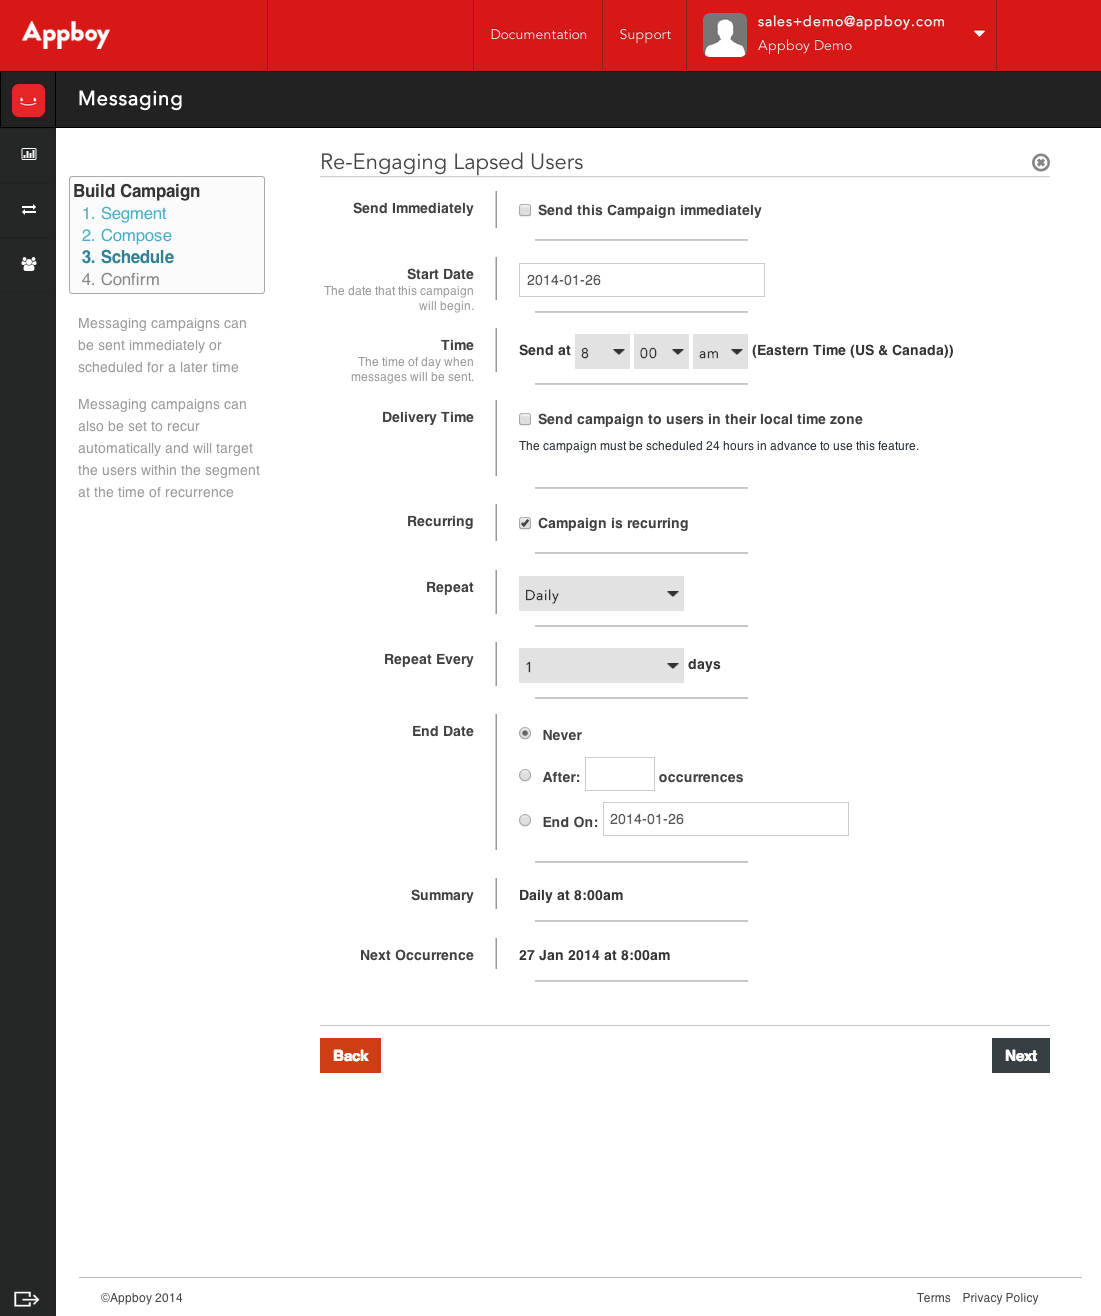 Appboy
Documentation
Support
sales+demo@appboy.com
Appboy Demo
Messaging
Build Campaign
1. Segment
2. Compose
3. Schedule
4. Confirm
Messaging campaigns can
be sent immediately or
scheduled for a later time
Messaging campaigns can
also be set to recur
automatically and will target
the users within the segment
at the time of recurrence
Re-Engaging Lapsed Users
Send Immediately
Send this Campaign immediately
Start Date
The date that this campaign
will begin.
2014-01-26
Time
The time of day when
messages will be sent.
Send at 8 00 am (Eastern Time (US & Canada))
Delivery Time
Send campaign to users in their local time zone
The campaign must be scheduled 24 hours in advance to use this feature.
Recurring
Campaign is recurring
Repeat
Daily
Repeat Every
1 days
End Date
Never
After: occurrences
End On: 2014-01-26
Summary
Daily at 8:00am
Next Occurrence
27 Jan 2014 at 8:00am
Back
Next
©Appboy 2014
Terms Privacy Policy